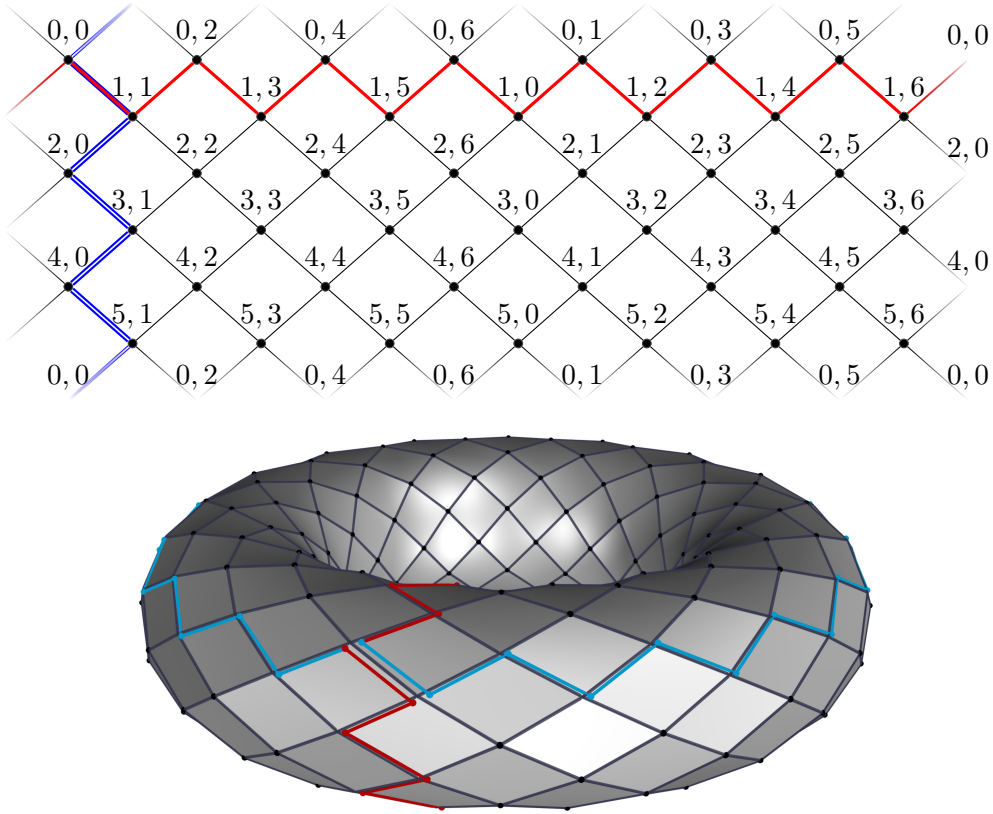 0, 0 0, 2 0, 4 0, 6 0, 1 0, 3 0, 5 0, 0
1, 1 1, 3 1, 5 1, 0 1, 2 1, 4 1, 6
2, 0 2, 2 2, 4 2, 6 2, 1 2, 3 2, 5 2, 0
3, 1 3, 3 3, 5 3, 0 3, 2 3, 4 3, 6
4, 0 4, 2 4, 4 4, 6 4, 1 4, 3 4, 5 4, 0
5, 1 5, 3 5, 5 5, 0 5, 2 5, 4 5, 6
0, 0 0, 2 0, 4 0, 6 0, 1 0, 3 0, 5 0, 0